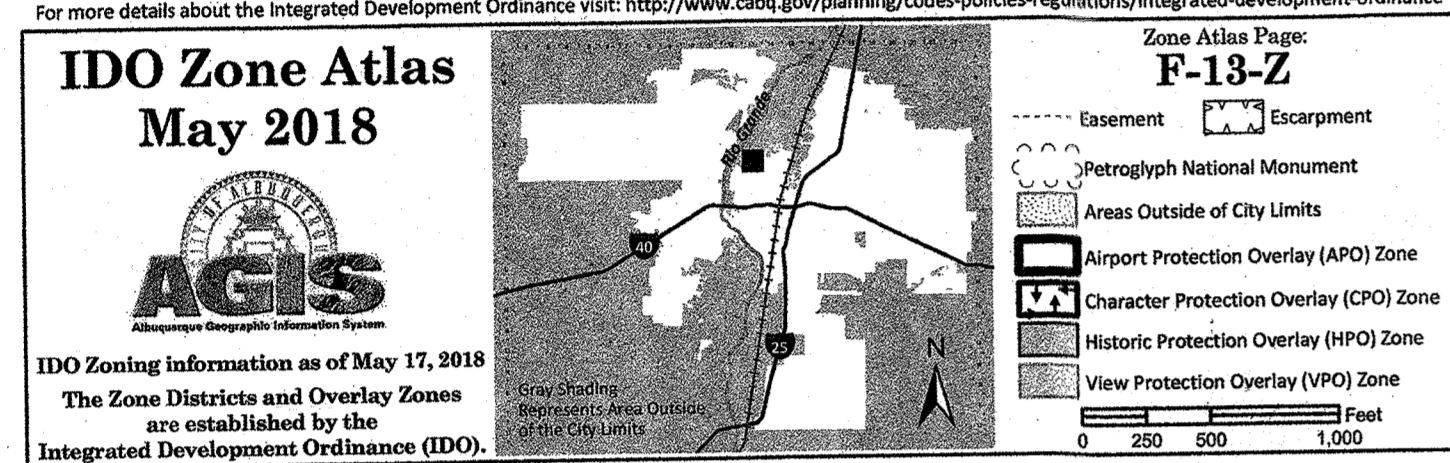 For more details about the Integrated Development Ordinance visit: http://www.cabq.gov/planning/codes-policies-regulations/integrated-development-ordinance
IDO Zone Atlas
May 2018
CITY OF ALBUQUERQUE
AGIS
Albuquerque Geographic Information System
IDO Zoning information as of May 17, 2018
The Zone Districts and Overlay Zones
are established by the
Integrated Development Ordinance (IDO).
Rio Grande
40
25
N
Gray Shading
Represents Area Outside
of the City Limits
Zone Atlas Page:
F-13-Z
Easement
Escarpment
Petroglyph National Monument
Areas Outside of City Limits
Airport Protection Overlay (APO) Zone
Character Protection Overlay (CPO) Zone
Historic Protection Overlay (HPO) Zone
View Protection Overlay (VPO) Zone
Feet
0 250 500 1,000